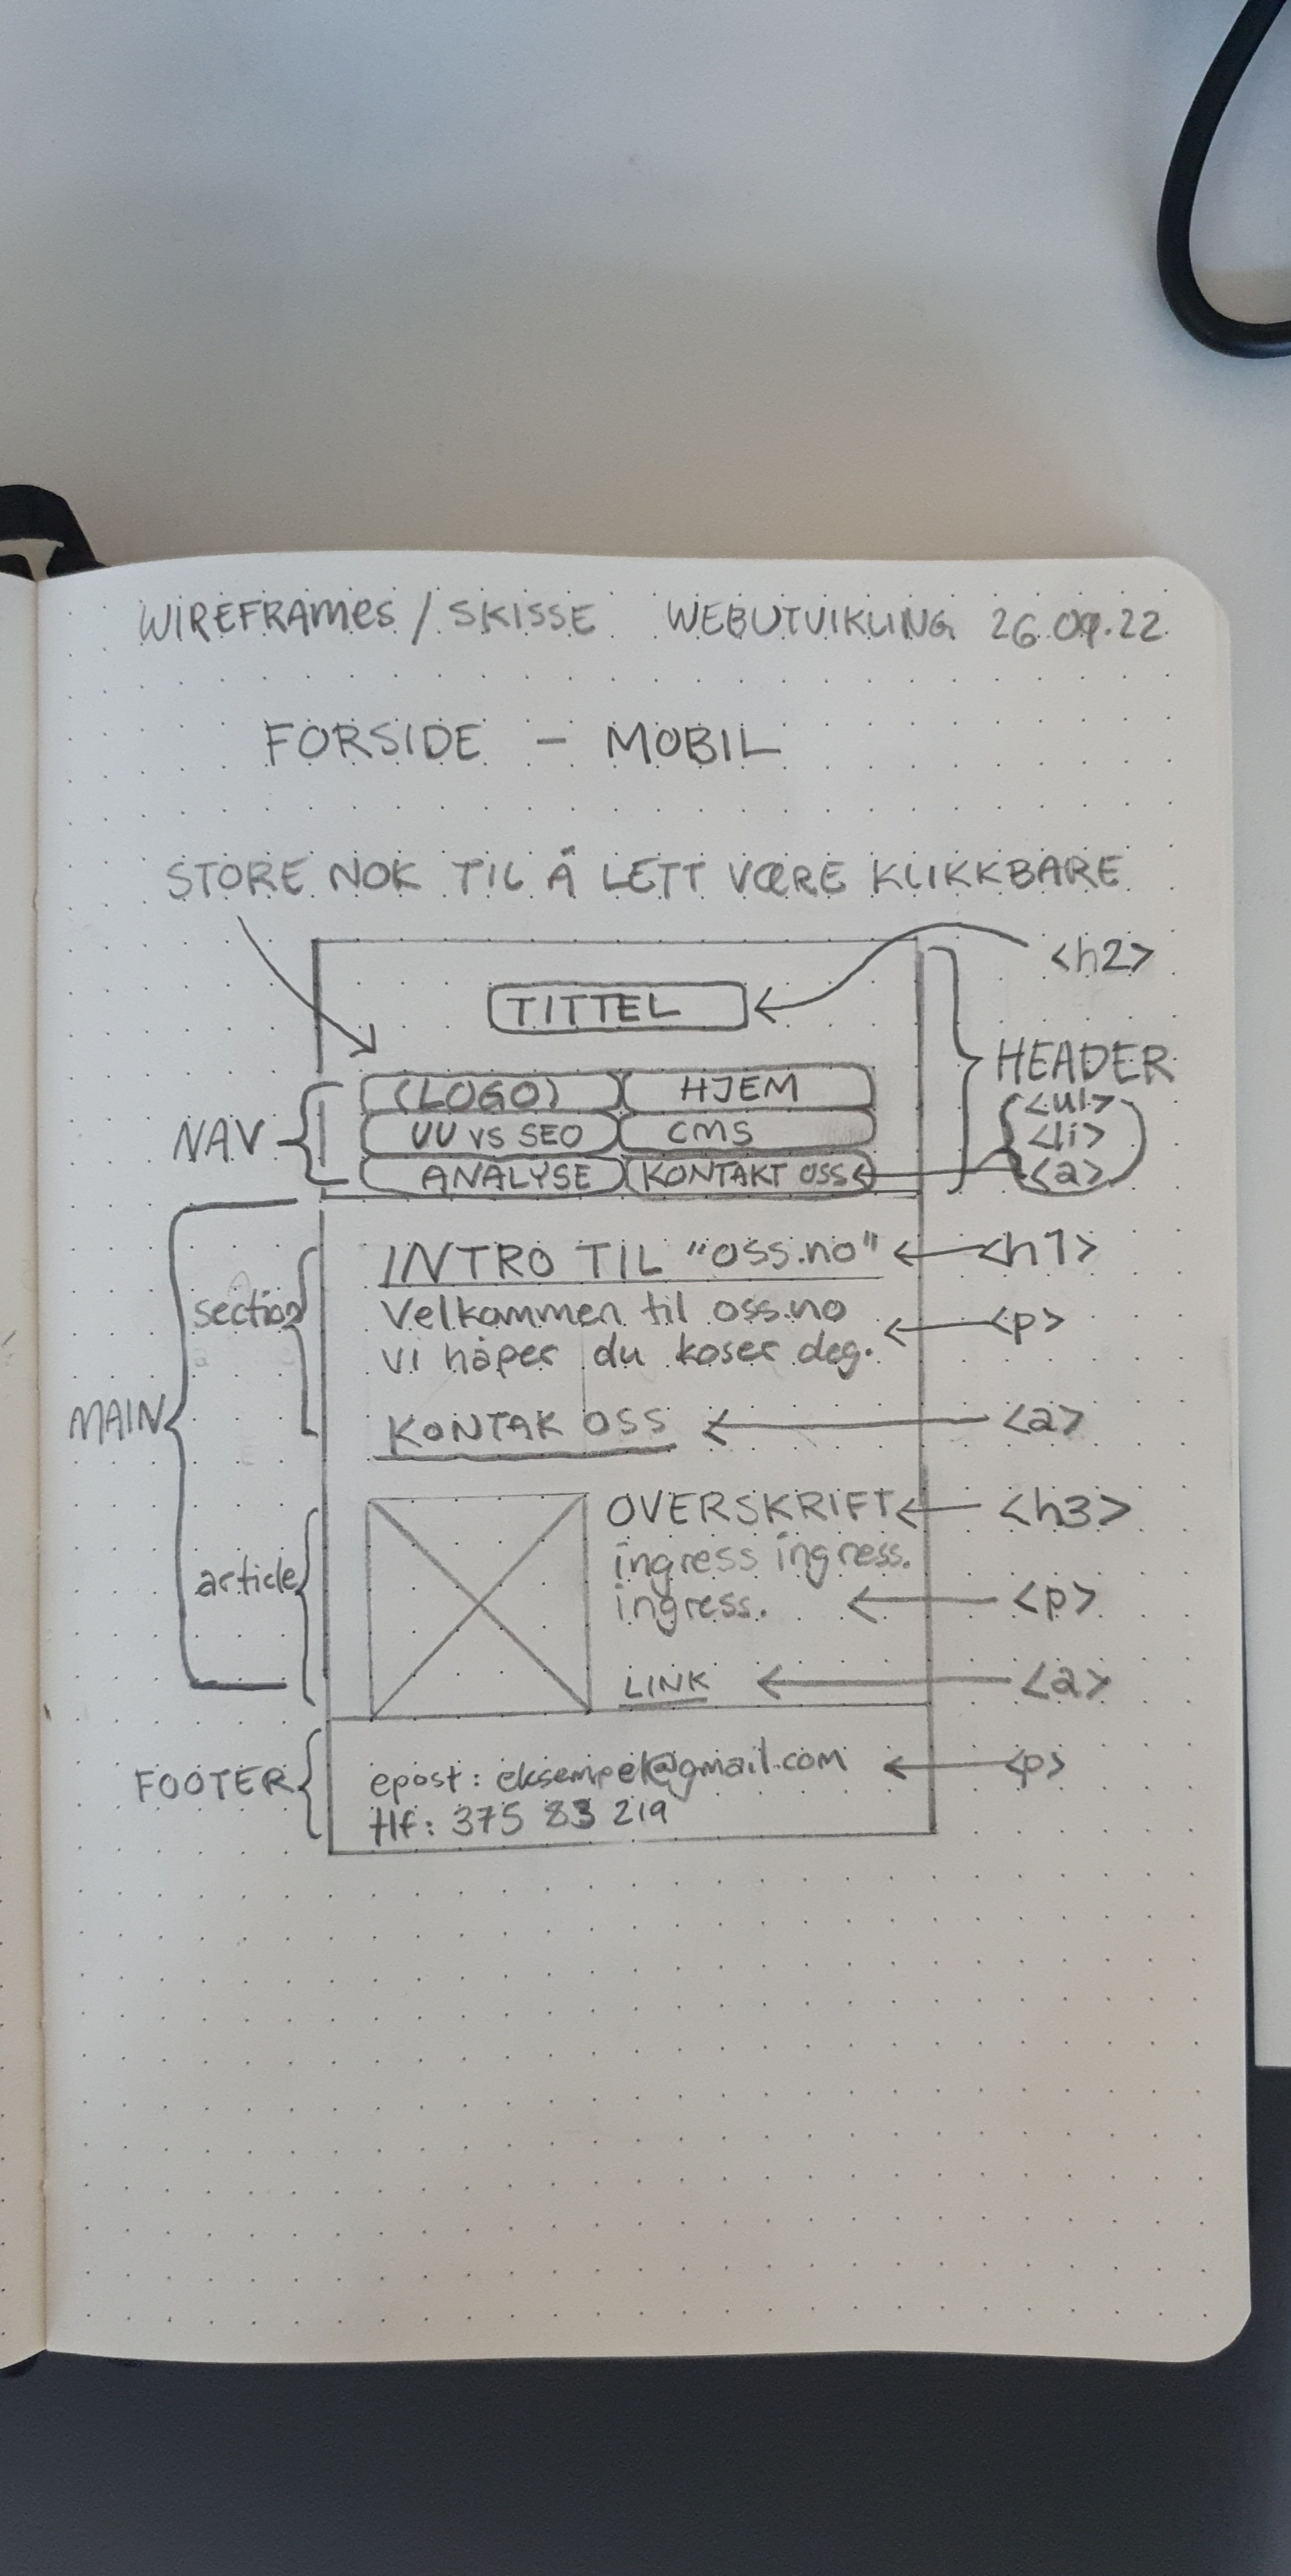 WIREFRAMES / SKISSE WEBUTVIKLING 26.09.22
FORSIDE - MOBIL
STORE NOK TIL Å LETT VÆRE KLIKKBARE
<h2>
TITTEL
HEADER
NAV
(LOGO) HJEM
<ul>
UU VS SEO CMS
<li>
ANALYSE KONTAKT OSS
<a>
MAIN
section
INTRO TIL "OSS.no" <h1>
Velkommen til oss.no
vi håper du koser deg.
<p>
KONTAK OSS <a>
article
OVERSKRIFT <h3>
ingress ingress.
ingress. <p>
LINK <a>
FOOTER
epost: eksempel@gmail.com <p>
tlf: 375 83 219